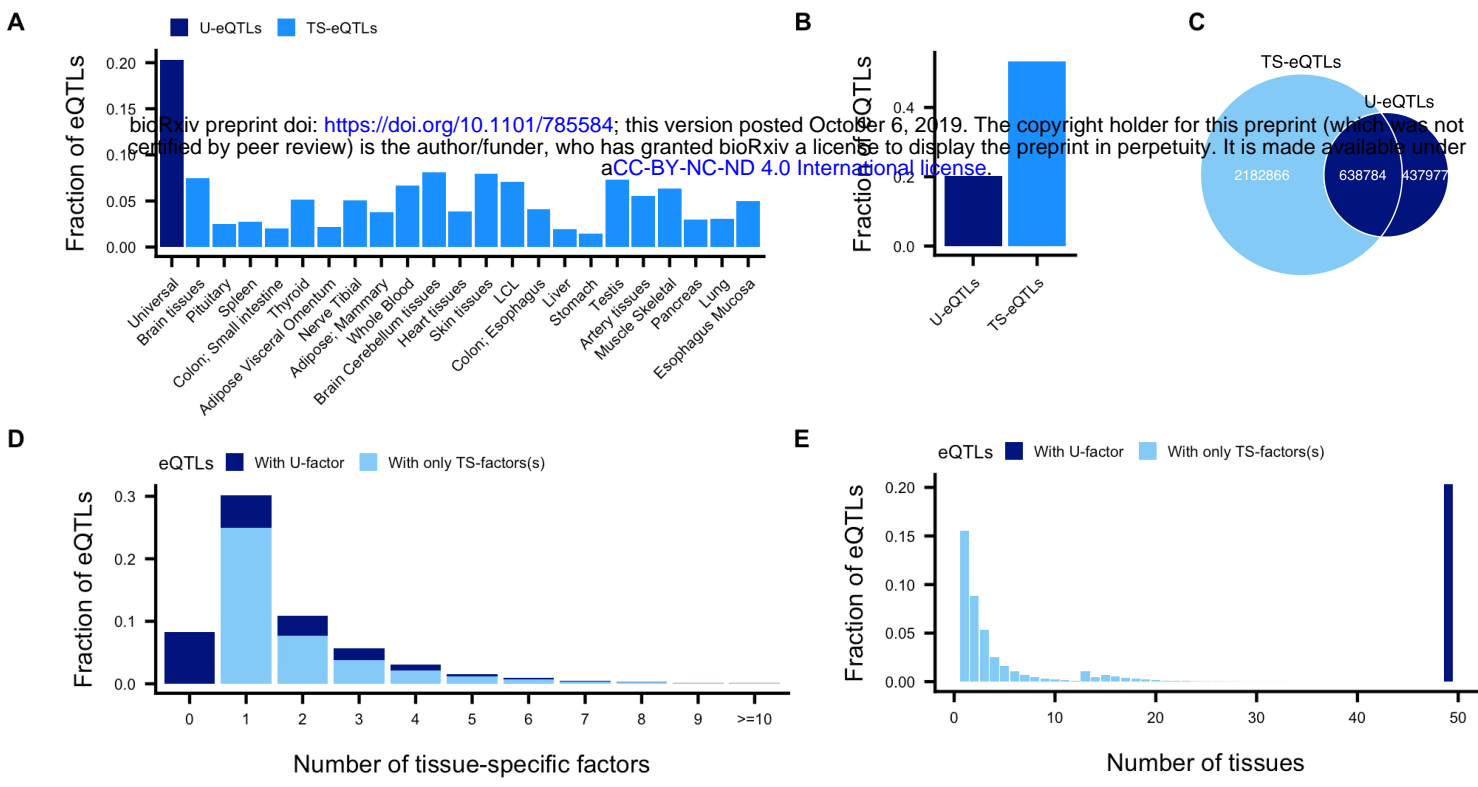 A
U-eQTLs
TS-eQTLs
Fraction of eQTLs
0.20
0.15
0.10
0.05
0.00
Universal
Brain tissues
Pituitary
Spleen
Colon; Small intestine
Thyroid
Adipose Visceral Omentum
Nerve Tibial
Adipose; Mammary
Whole Blood
Brain Cerebellum tissues
Heart tissues
Skin tissues
LCL
Colon; Esophagus
Liver
Stomach
Testis
Artery tissues
Muscle Skeletal
Pancreas
Lung
Esophagus Mucosa
B
Fraction of eQTLs
0.4
0.2
0.0
U-eQTLs
TS-eQTLs
C
TS-eQTLs
U-eQTLs
2182866
638784
437977
bioRxiv preprint doi: https://doi.org/10.1101/785584; this version posted October 6, 2019. The copyright holder for this preprint (which was not
certified by peer review) is the author/funder, who has granted bioRxiv a license to display the preprint in perpetuity. It is made available under
aCC-BY-NC-ND 4.0 International license.
D
eQTLs With U-factor With only TS-factors(s)
Fraction of eQTLs
0.3
0.2
0.1
0.0
0 1 2 3 4 5 6 7 8 9 >=10
Number of tissue-specific factors
E
eQTLs With U-factor With only TS-factors(s)
Fraction of eQTLs
0.20
0.15
0.10
0.05
0.00
0 10 20 30 40 50
Number of tissues